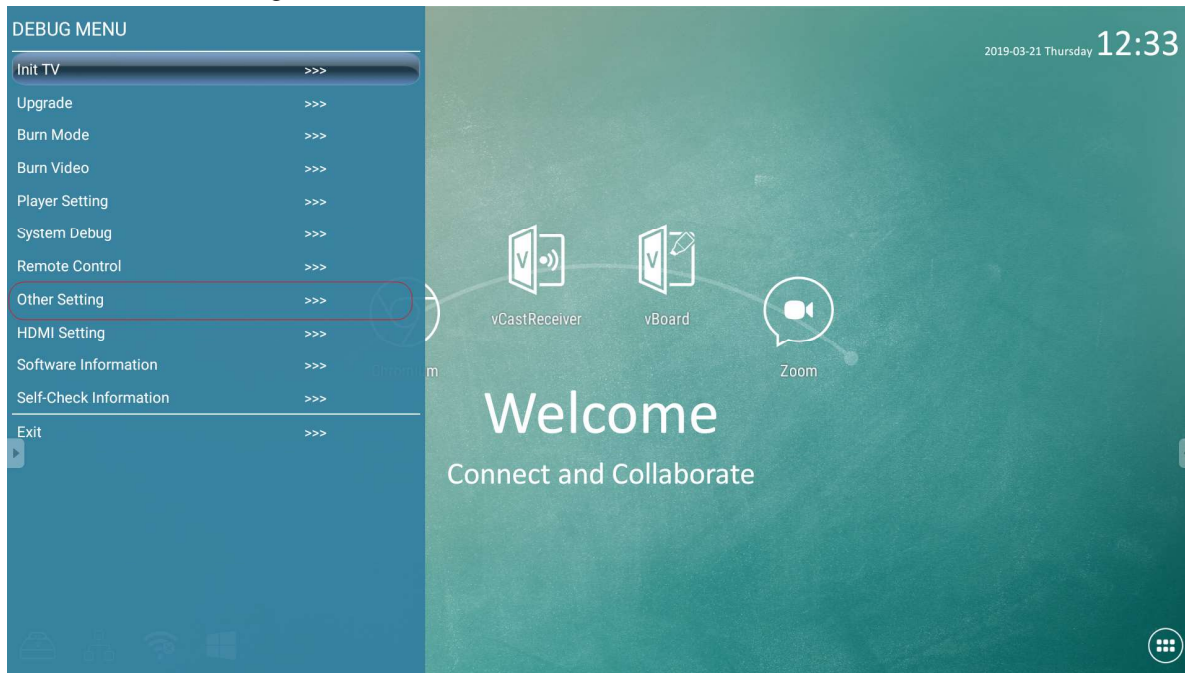 DEBUG MENU
Init TV >>>
Upgrade >>>
Burn Mode >>>
Burn Video >>>
Player Setting >>>
System Debug >>>
Remote Control >>>
Other Setting >>>
HDMI Setting >>>
Software Information >>>
Self-Check Information >>>
Exit >>>
2019-03-21 Thursday 12:33
vCastReceiver
vBoard
Zoom
Welcome
Connect and Collaborate